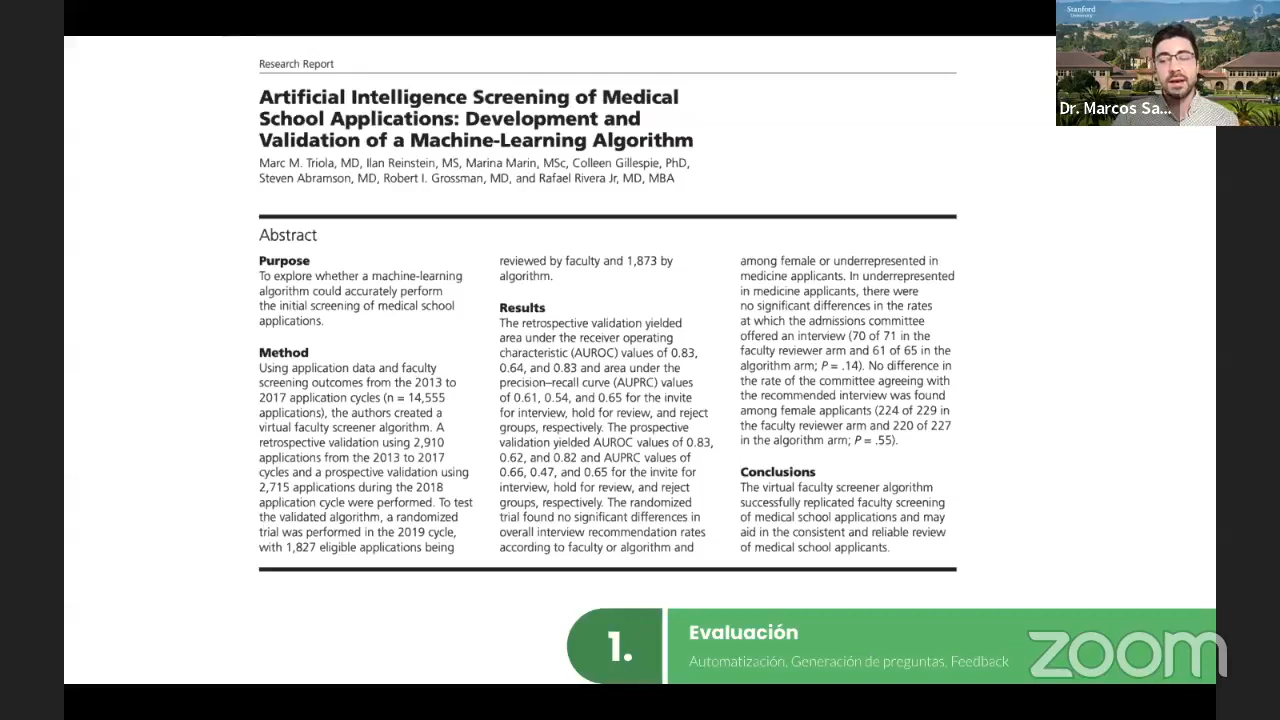 Research Report
Artificial Intelligence Screening of Medical
School Applications: Development and
Validation of a Machine-Learning Algorithm
Marc M. Triola, MD, Ilan Reinstein, MS, Marina Marin, MSc, Colleen Gillespie, PhD,
Steven Abramson, MD, Robert I. Grossman, MD, and Rafael Rivera Jr, MD, MBA
Abstract
Purpose
To explore whether a machine-learning
algorithm could accurately perform
the initial screening of medical school
applications.
Method
Using application data and faculty
screening outcomes from the 2013 to
2017 application cycles (n = 14,555
applications), the authors created a
virtual faculty screener algorithm. A
retrospective validation using 2,910
applications from the 2013 to 2017
cycles and a prospective validation using
2,715 applications during the 2018
application cycle were performed. To test
the validated algorithm, a randomized
trial was performed in the 2019 cycle,
with 1,827 eligible applications being
reviewed by faculty and 1,873 by
algorithm.
Results
The retrospective validation yielded
area under the receiver operating
characteristic (AUROC) values of 0.83,
0.64, and 0.83 and area under the
precision–recall curve (AUPRC) values
of 0.61, 0.54, and 0.65 for the invite
for interview, hold for review, and reject
groups, respectively. The prospective
validation yielded AUROC values of 0.83,
0.62, and 0.82 and AUPRC values of
0.66, 0.47, and 0.65 for the invite for
interview, hold for review, and reject
groups, respectively. The randomized
trial found no significant differences in
overall interview recommendation rates
according to faculty or algorithm and
among female or underrepresented in
medicine applicants. In underrepresented
in medicine applicants, there were
no significant differences in the rates
at which the admissions committee
offered an interview (70 of 71 in the
faculty reviewer arm and 61 of 65 in the
algorithm arm; P = .14). No difference in
the rate of the committee agreeing with
the recommended interview was found
among female applicants (224 of 229 in
the faculty reviewer arm and 220 of 227
in the algorithm arm; P = .55).
Conclusions
The virtual faculty screener algorithm
successfully replicated faculty screening
of medical school applications and may
aid in the consistent and reliable review
of medical school applicants.
Stanford
University
Dr. Marcos Sa...
1.
Evaluación
Automatización, Generación de preguntas, Feedback
zoom